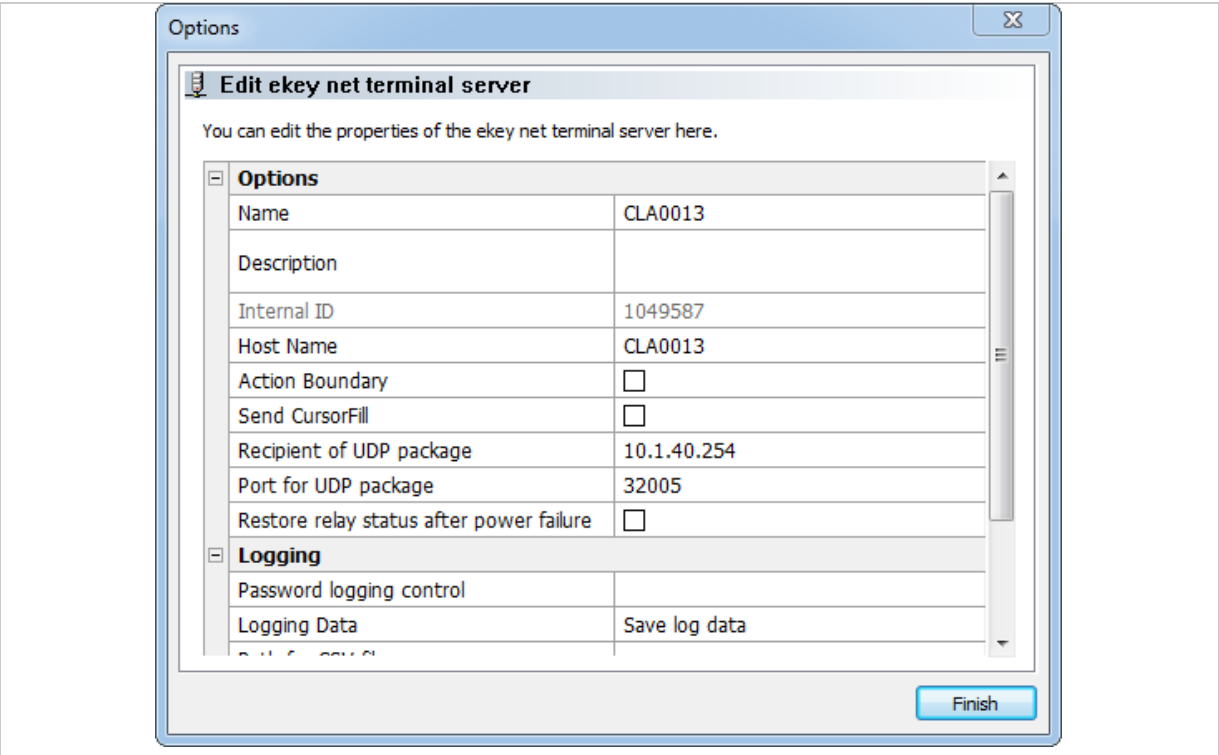 Options
Edit ekey net terminal server
You can edit the properties of the ekey net terminal server here.
Options
Name CLA0013
Description
Internal ID 1049587
Host Name CLA0013
Action Boundary
Send CursorFill
Recipient of UDP package 10.1.40.254
Port for UDP package 32005
Restore relay status after power failure
Logging
Password logging control
Logging Data Save log data
Finish